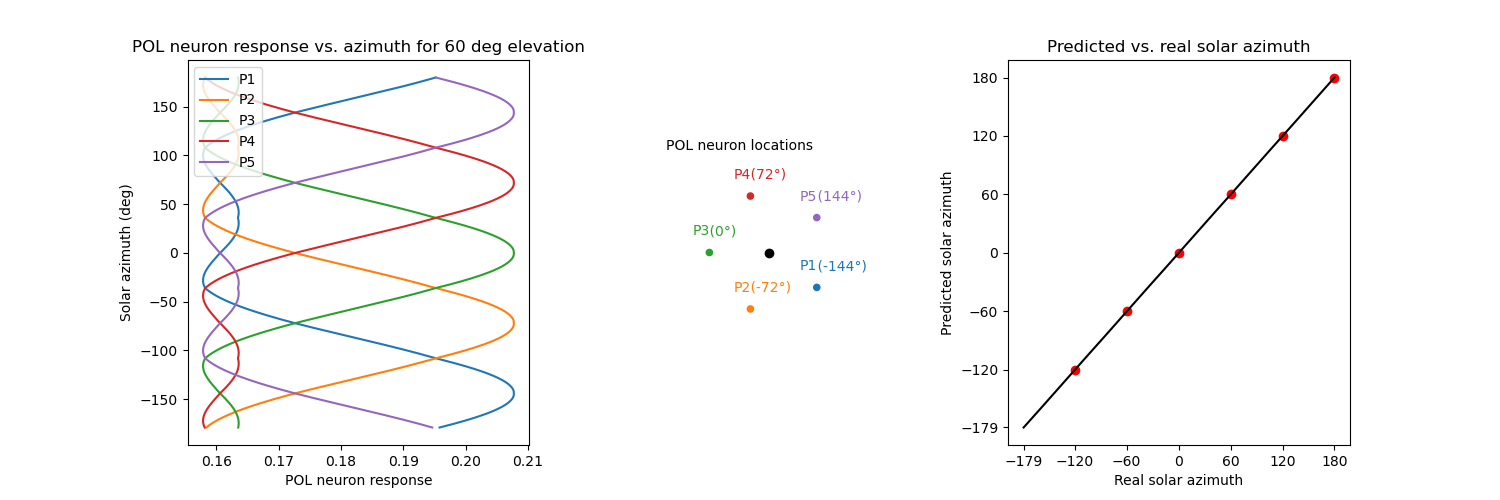 POL neuron response vs. azimuth for 60 deg elevation
P1
P2
P3
P4
P5
150
100
50
0
−50
−100
−150
Solar azimuth (deg)
0.16 0.17 0.18 0.19 0.20 0.21
POL neuron response
POL neuron locations
P4(72°)
P5(144°)
P3(0°)
P1(-144°)
P2(-72°)
Predicted vs. real solar azimuth
180
120
60
0
−60
−120
−179
Predicted solar azimuth
−179 −120 −60 0 60 120 180
Real solar azimuth